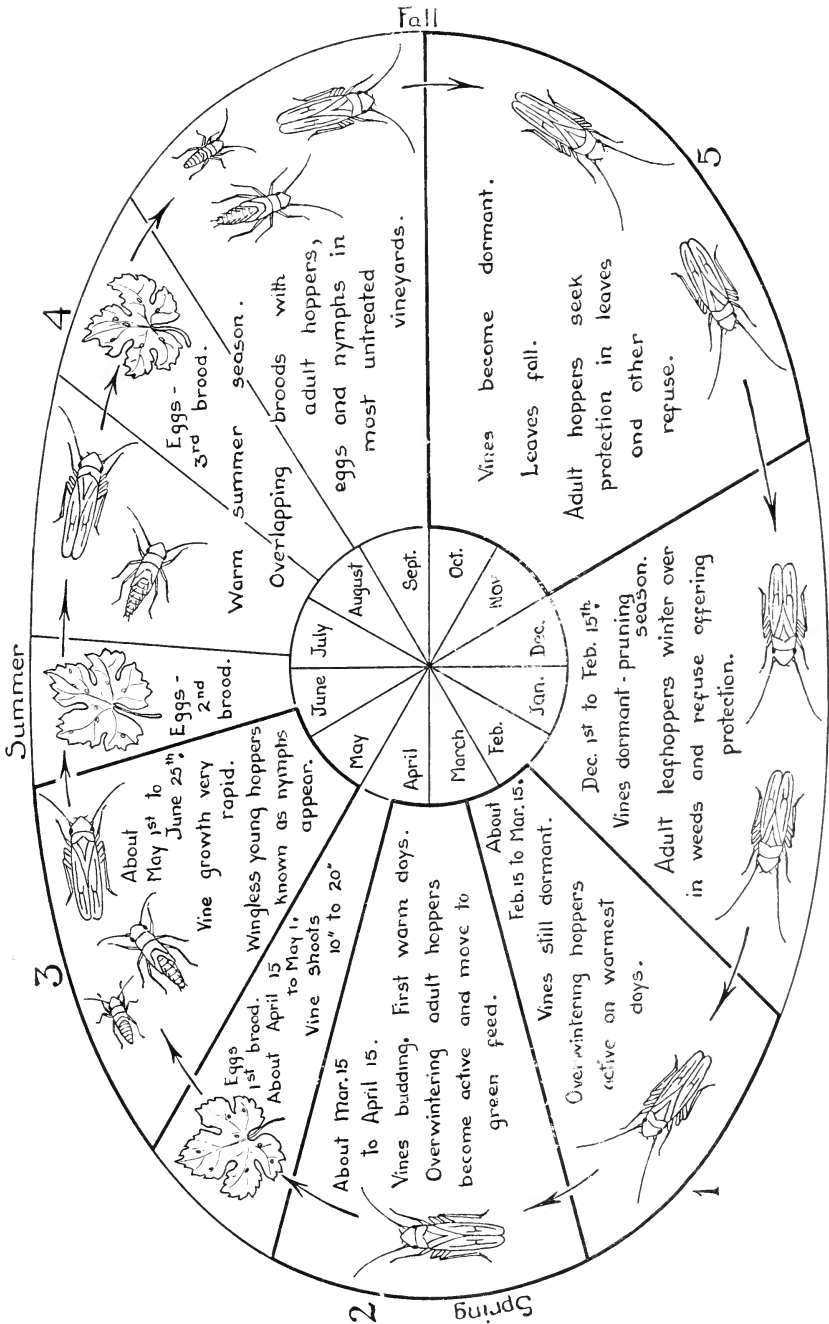 Fall
Summer
Spring
1
2
3
4
5
About
Feb. 15 to Mar. 15.
Vines still dormant.
Overwintering hoppers
active on warmest
days.
About Mar. 15
to April 15.
Vines budding. First warm days.
Overwintering adult hoppers
become active and move to
green feed.
Eggs
1st brood.
About April 15
to May 1.
Vine shoots
10" to 20"
About
May 1st to
June 25th.
Vine growth very
rapid.
Wingless young hoppers
known as nymphs
appear.
Eggs-
2nd
brood.
Eggs-
3rd brood.
Warm summer season.
Overlapping broods with
adult hoppers,
eggs and nymphs in
most untreated
vineyards.
Vines become dormant.
Leaves fall.
Adult hoppers seek
protection in leaves
and other
refuse.
Dec. 1st to Feb. 15th.
Vines dormant-pruning
season.
Adult leafhoppers winter over
in weeds and refuse offering
protection.
Jan.
Feb.
March
April
May
June
July
August
Sept.
Oct.
Nov
Dec.